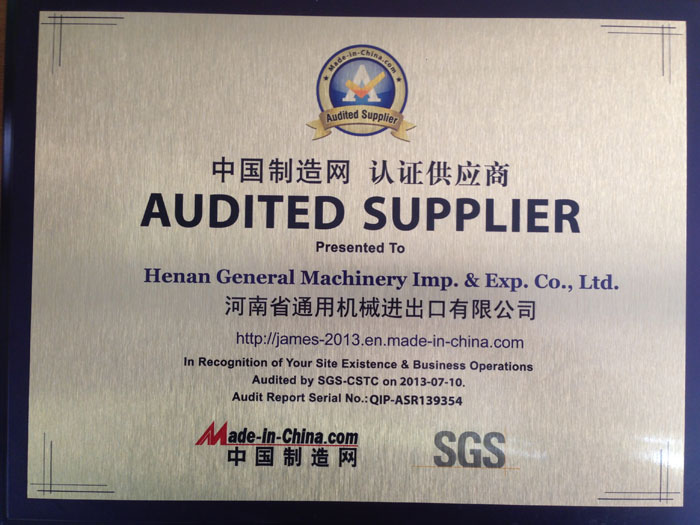 Made-in-China.com
Audited Supplier
中国制造网 认证供应商
AUDITED SUPPLIER
Presented To
Henan General Machinery Imp. & Exp. Co., Ltd.
河南省通用机械进出口有限公司
http://james-2013.en.made-in-china.com
In Recognition of Your Site Existence & Business Operations
Audited by SGS-CSTC on 2013-07-10.
Audit Report Serial No.:QIP-ASR139354
Made-in-China.com
中国制造网
SGS